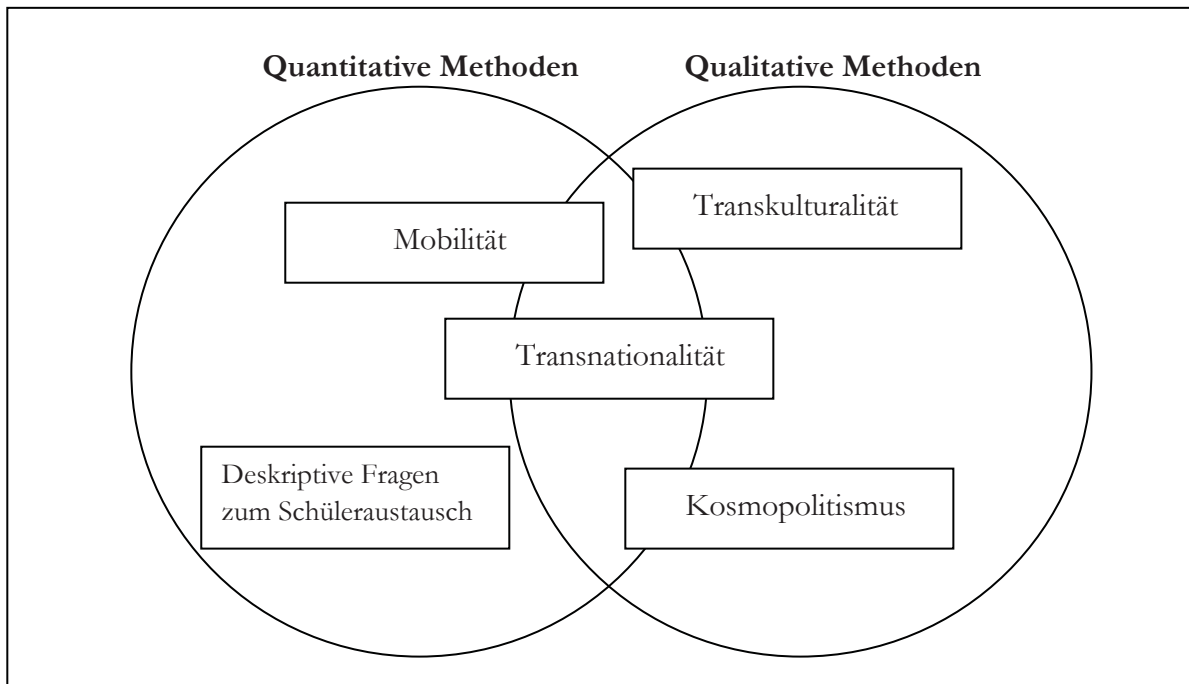 Quantitative Methoden
Qualitative Methoden
Transkulturalität
Mobilität
Transnationalität
Deskriptive Fragen
zum Schüleraustausch
Kosmopolitismus